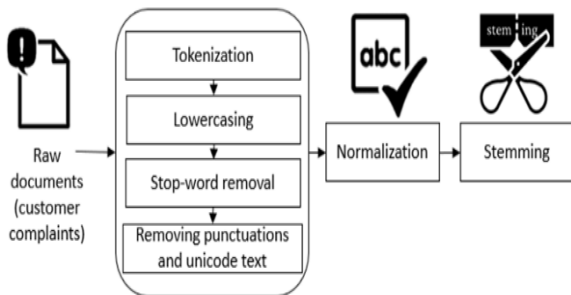 Raw
documents
(customer
complaints)
Tokenization
Lowercasing
Stop-word removal
Removing punctuations
and unicode text
abc
Normalization
stem ing
Stemming